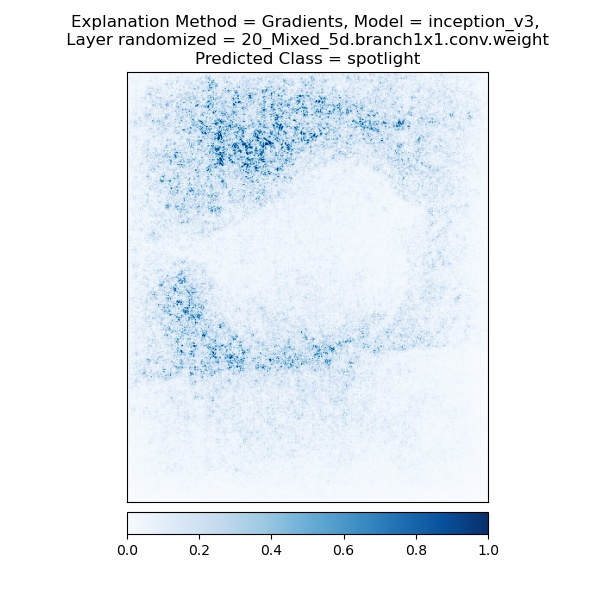 Explanation Method = Gradients, Model = inception_v3,
Layer randomized = 20_Mixed_5d.branch1x1.conv.weight
Predicted Class = spotlight
0.0 0.2 0.4 0.6 0.8 1.0